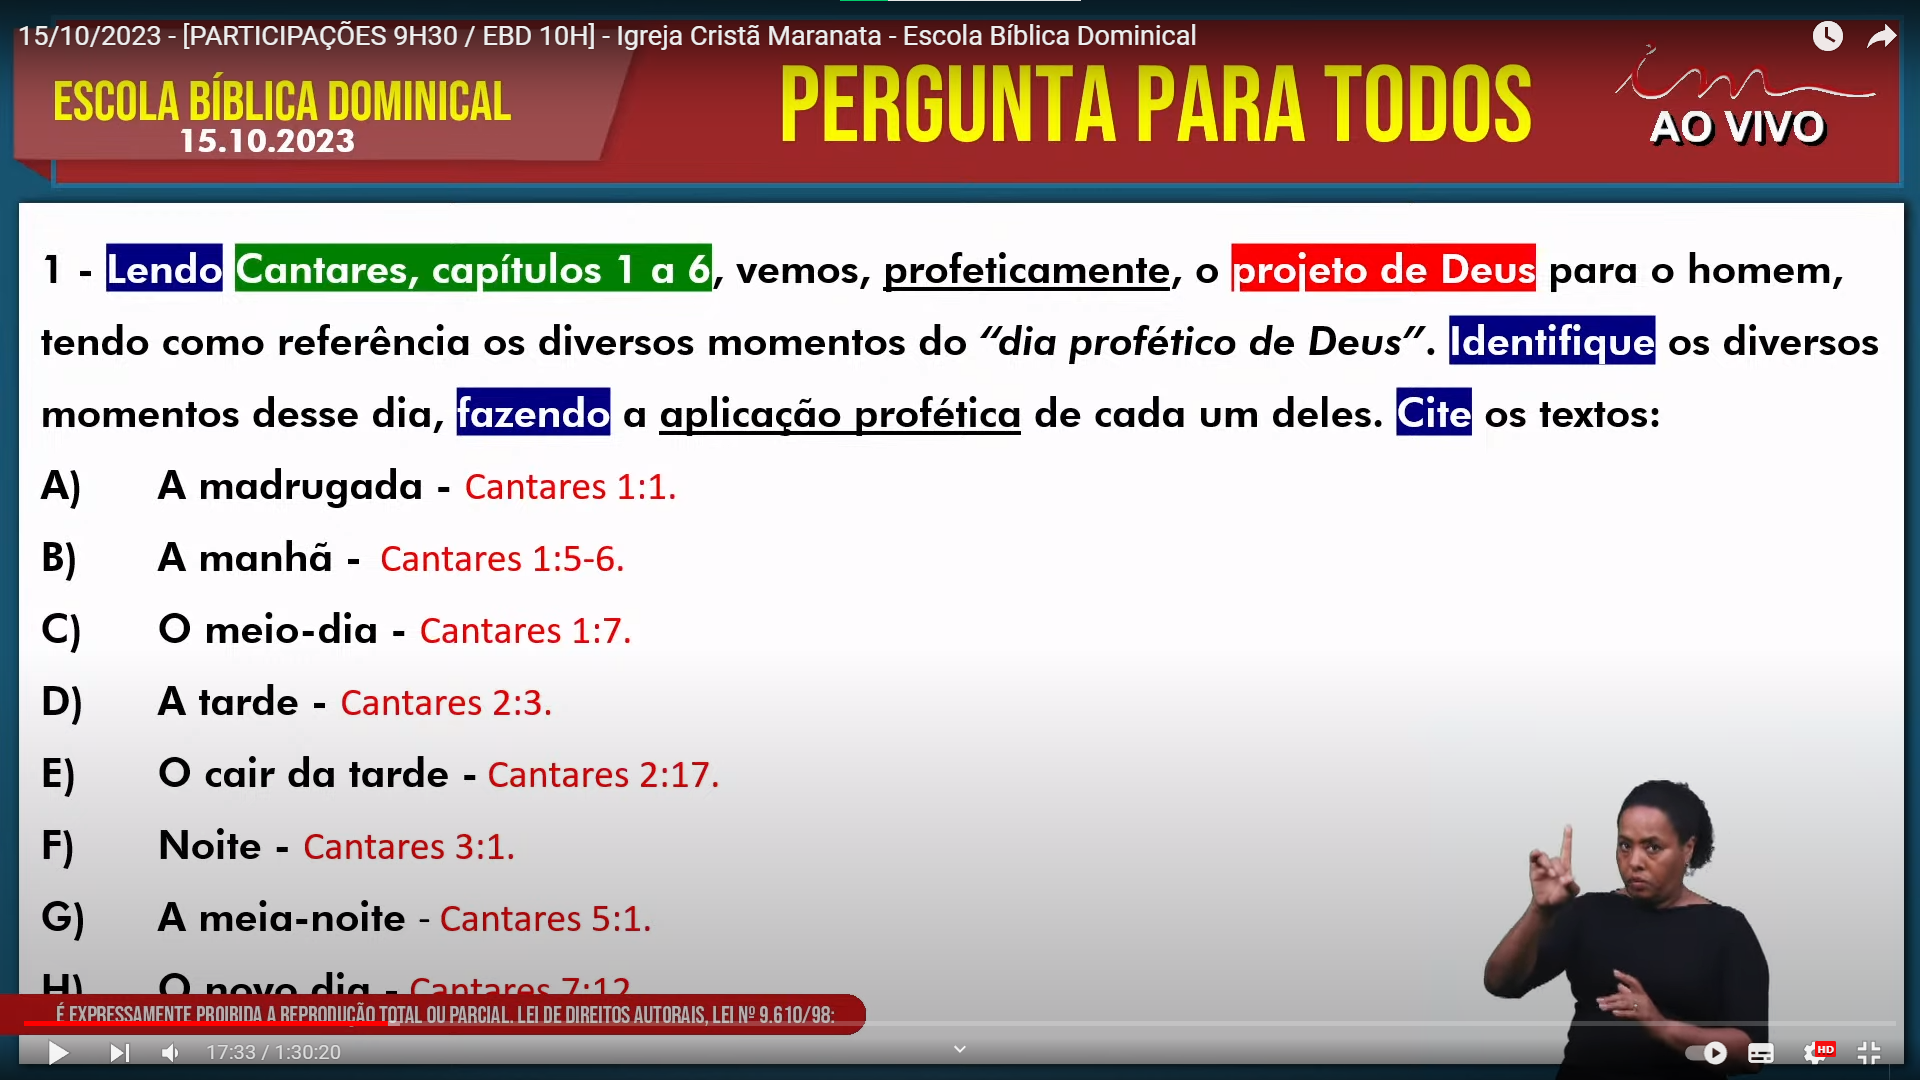 15/10/2023 - [PARTICIPAÇÕES 9H30 / EBD 10H] - Igreja Cristã Maranata - Escola Bíblica Dominical
ESCOLA BÍBLICA DOMINICAL
15.10.2023
PERGUNTA PARA TODOS
im
AO VIVO
1 - Lendo Cantares, capítulos 1 a 6, vemos, profeticamente, o projeto de Deus para o homem,
tendo como referência os diversos momentos do “dia profético de Deus”. Identifique os diversos
momentos desse dia, fazendo a aplicação profética de cada um deles. Cite os textos:
A) A madrugada - Cantares 1:1.
B) A manhã - Cantares 1:5-6.
C) O meio-dia - Cantares 1:7.
D) A tarde - Cantares 2:3.
E) O cair da tarde - Cantares 2:17.
F) Noite - Cantares 3:1.
G) A meia-noite - Cantares 5:1.
H) O novo dia - Cantares 7:12
É EXPRESSAMENTE PROIBIDA A REPRODUÇÃO TOTAL OU PARCIAL. LEI DE DIREITOS AUTORAIS, LEI Nº 9.610/98:
17:33 / 1:30:20
HD